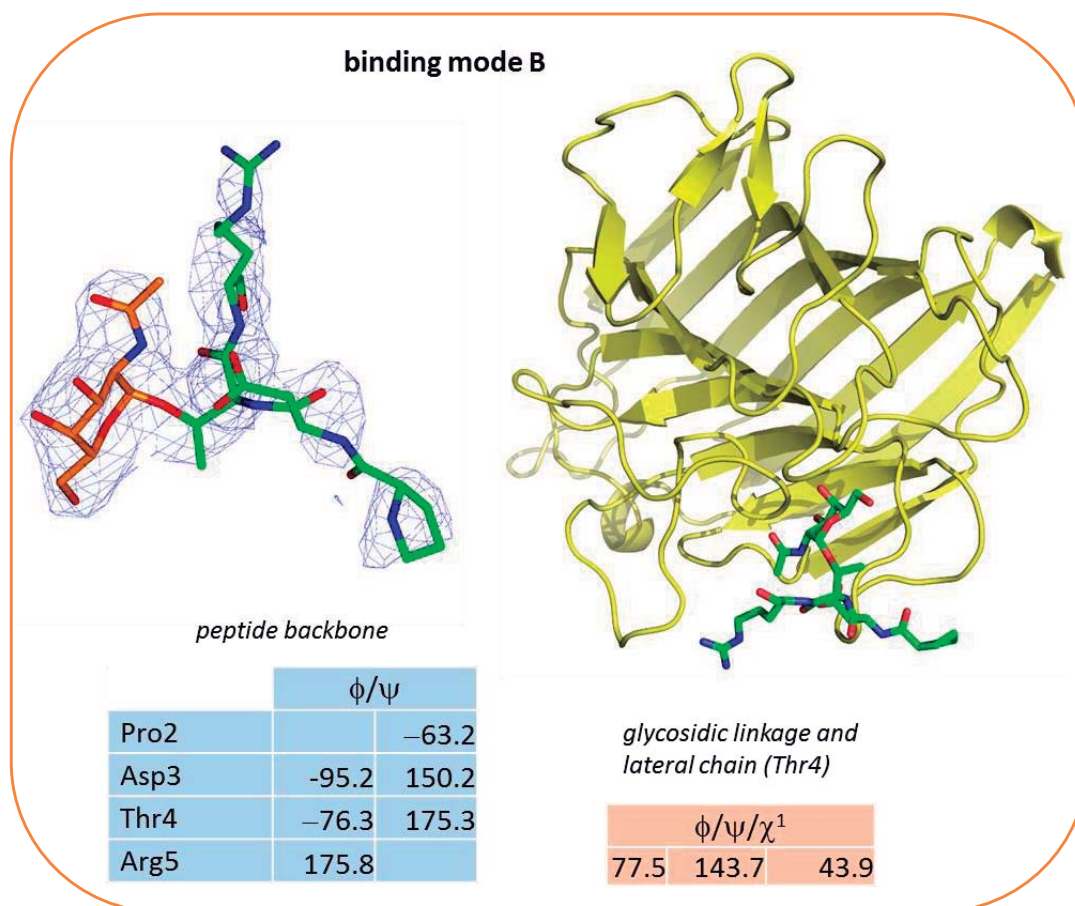 binding mode B
peptide backbone
ϕ/ψ
Pro2 –63.2
Asp3 -95.2 150.2
Thr4 –76.3 175.3
Arg5 175.8
glycosidic linkage and
lateral chain (Thr4)
ϕ/ψ/χ¹
77.5 143.7 43.9